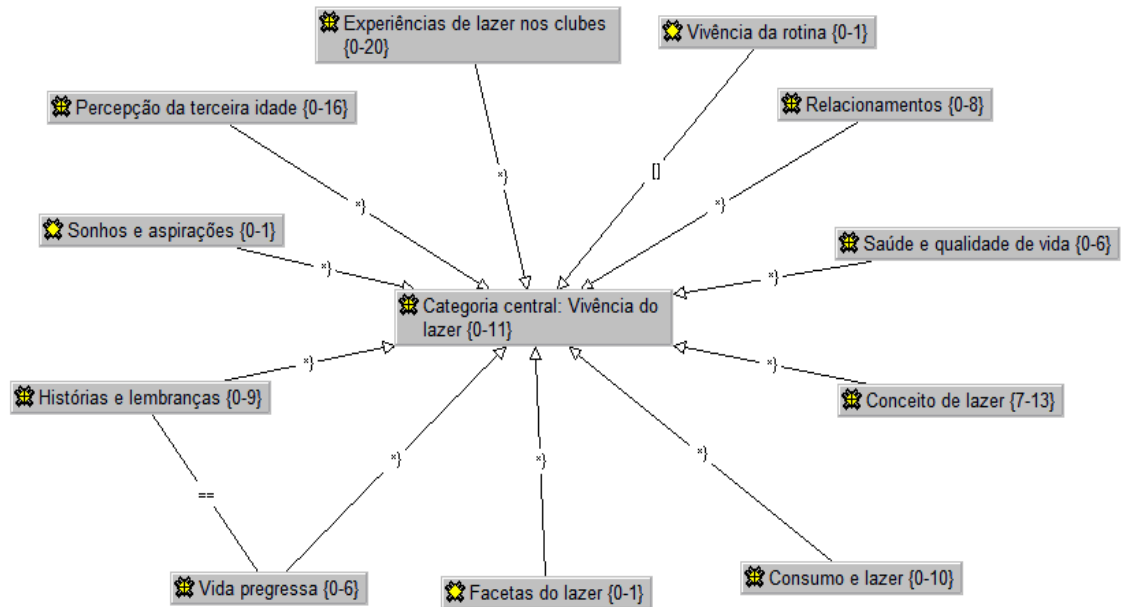 Experiências de lazer nos clubes
{0-20}
Vivência da rotina {0-1}
Percepção da terceira idade {0-16}
Relacionamentos {0-8}
*}
[]
*}
*}
Sonhos e aspirações {0-1}
Saúde e qualidade de vida {0-6}
*}
*}
Categoria central: Vivência do
lazer {0-11}
*}
*}
Histórias e lembranças {0-9}
Conceito de lazer {7-13}
*}
*}
*}
==
Vida pregressa {0-6}
Facetas do lazer {0-1}
Consumo e lazer {0-10}